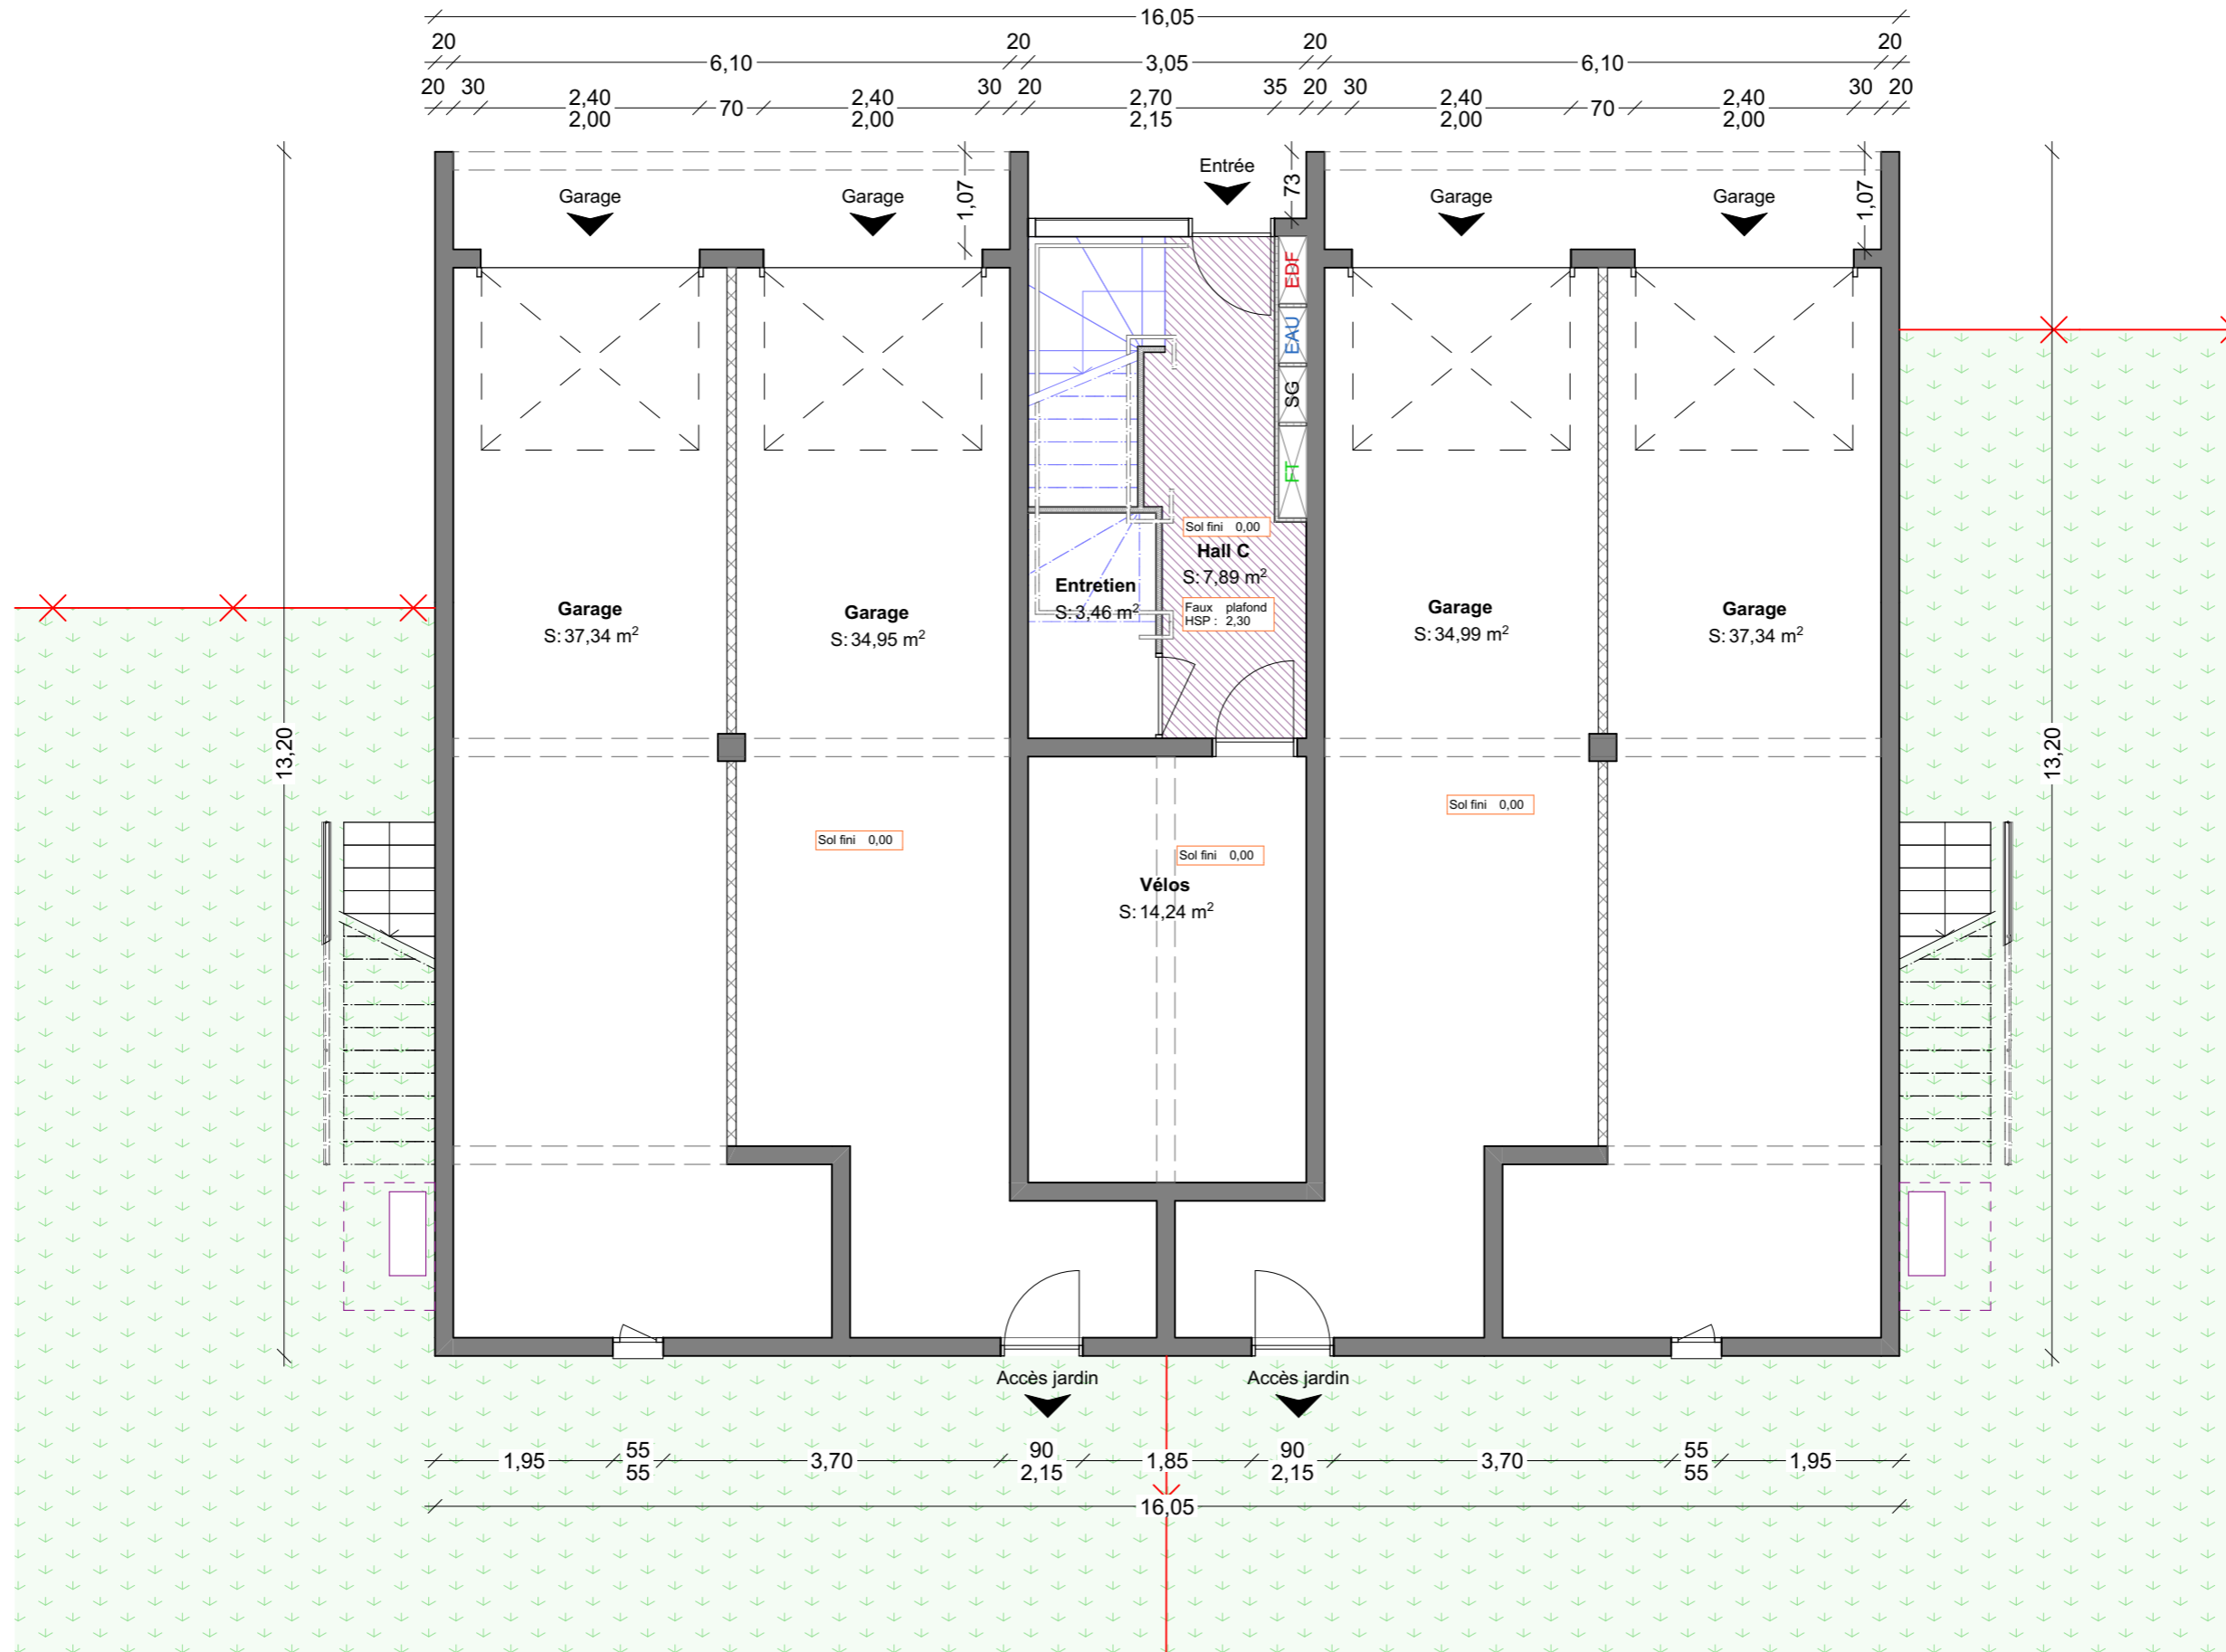 16,05
20 6,10 20 3,05 20 6,10 20
20 30 2,40 70 2,40 30 20 2,70 35 20 30 2,40 70 2,40 30 20
2,00 2,00 2,15 2,00 2,00
Entrée
Garage Garage Garage Garage
1,07 73 1,07
EDF
EAU
SG
FT
Sol fini 0,00
Hall C
S: 7,89 m²
Entretien
S: 3,46 m²
Faux plafond
HSP : 2,30
Garage
S: 37,34 m²
Garage
S: 34,95 m²
Garage
S: 34,99 m²
Garage
S: 37,34 m²
13,20 13,20
Sol fini 0,00
Sol fini 0,00
Sol fini 0,00
Vélos
S: 14,24 m²
Accès jardin Accès jardin
1,95 55 3,70 90 1,85 90 3,70 55 1,95
55 2,15 2,15 55
16,05